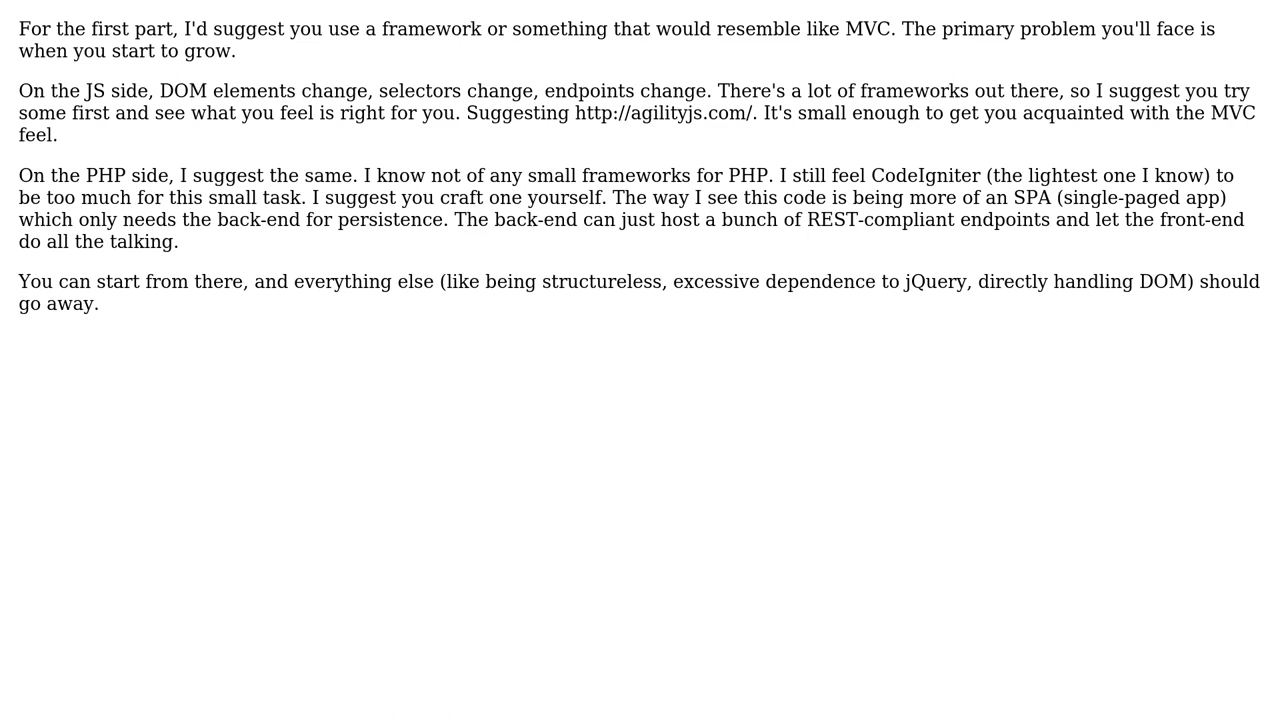 For the first part, I'd suggest you use a framework or something that would resemble like MVC. The primary problem you'll face is
when you start to grow.
On the JS side, DOM elements change, selectors change, endpoints change. There's a lot of frameworks out there, so I suggest you try
some first and see what you feel is right for you. Suggesting http://agilityjs.com/. It's small enough to get you acquainted with the MVC
feel.
On the PHP side, I suggest the same. I know not of any small frameworks for PHP. I still feel CodeIgniter (the lightest one I know) to
be too much for this small task. I suggest you craft one yourself. The way I see this code is being more of an SPA (single-paged app)
which only needs the back-end for persistence. The back-end can just host a bunch of REST-compliant endpoints and let the front-end
do all the talking.
You can start from there, and everything else (like being structureless, excessive dependence to jQuery, directly handling DOM) should
go away.